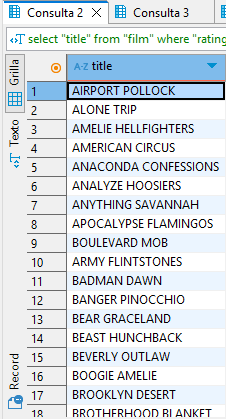 Consulta 2
Consulta 3
select "title" from "film" where "rating
Grilla
Texto
Record
A-Z title
1 AIRPORT POLLOCK
2 ALONE TRIP
3 AMELIE HELLFIGHTERS
4 AMERICAN CIRCUS
5 ANACONDA CONFESSIONS
6 ANALYZE HOOSIERS
7 ANYTHING SAVANNAH
8 APOCALYPSE FLAMINGOS
9 BOULEVARD MOB
10 ARMY FLINTSTONES
11 BADMAN DAWN
12 BANGER PINOCCHIO
13 BEAR GRACELAND
14 BEAST HUNCHBACK
15 BEVERLY OUTLAW
16 BOOGIE AMELIE
17 BROOKLYN DESERT
18 BROTHERHOOD BLANKET